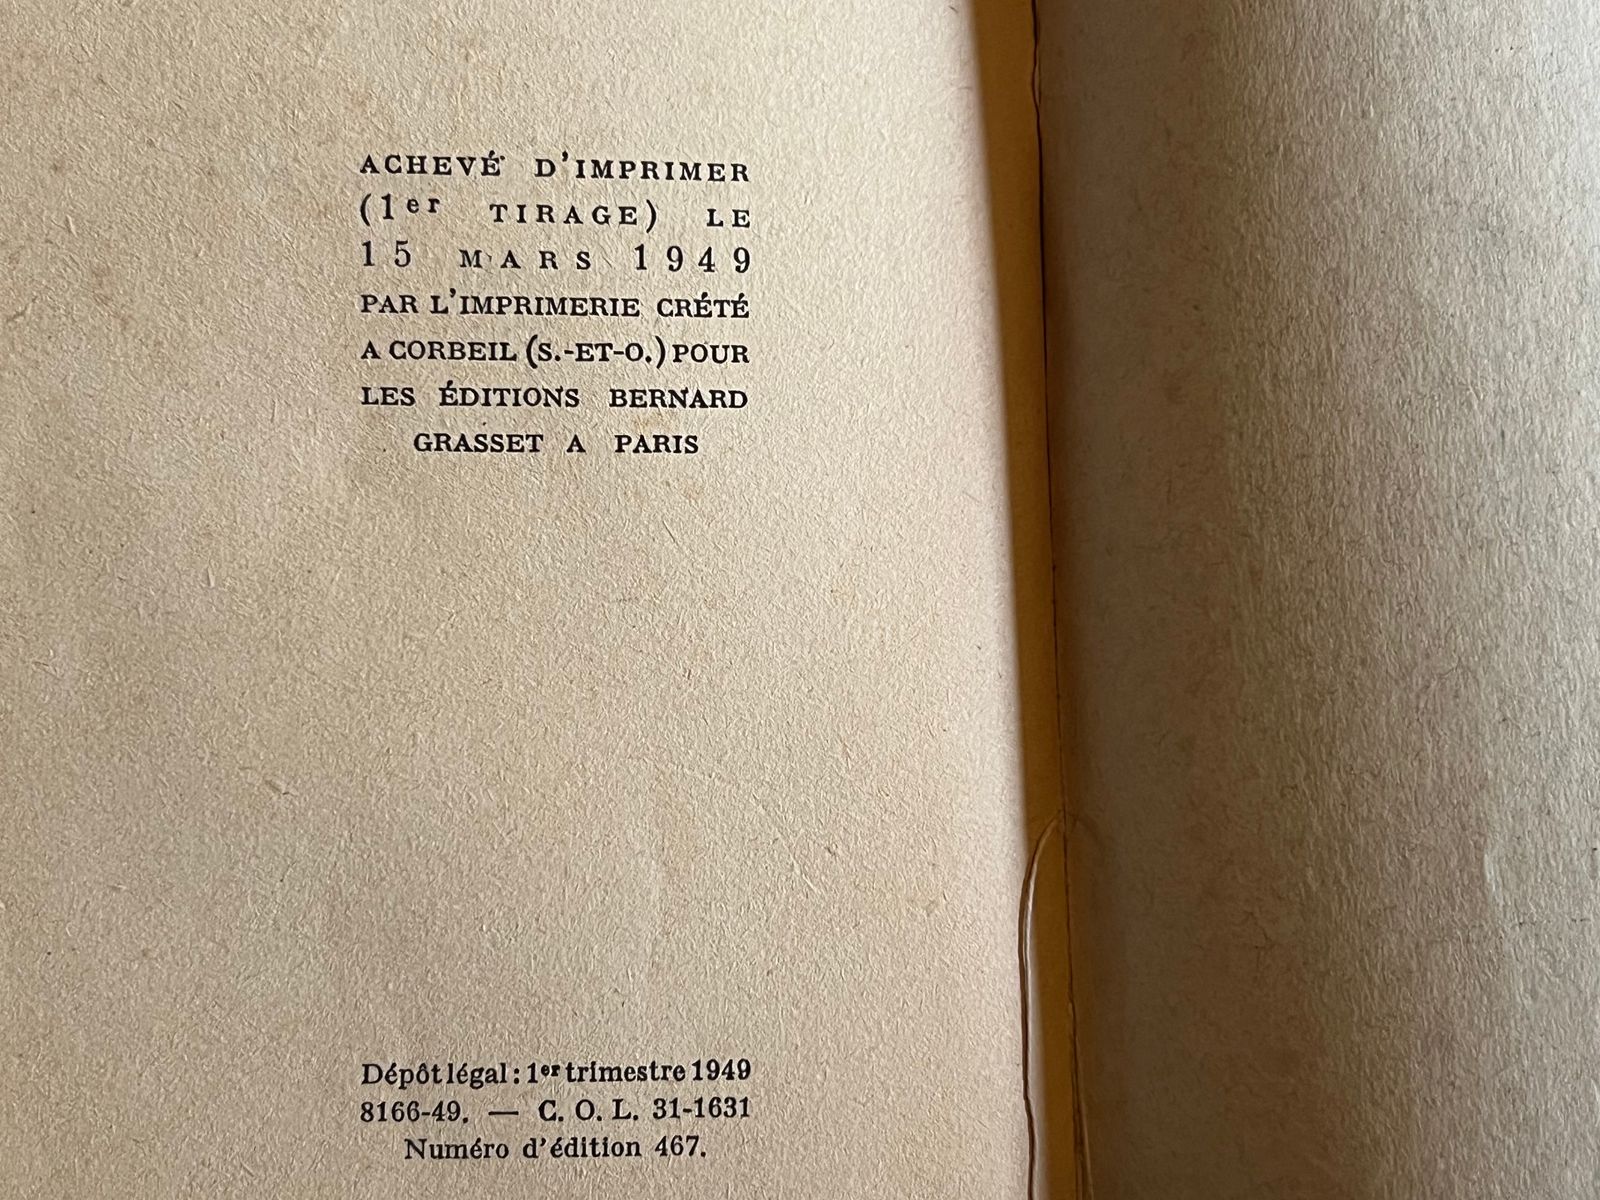 ACHEVÉ D'IMPRIMER
(1er TIRAGE) LE
15 MARS 1949
PAR L'IMPRIMERIE CRÉTÉ
A CORBEIL (S.-ET-O.) POUR
LES ÉDITIONS BERNARD
GRASSET A PARIS
Dépôt légal : 1er trimestre 1949
8166-49. — C. O. L. 31-1631
Numéro d'édition 467.